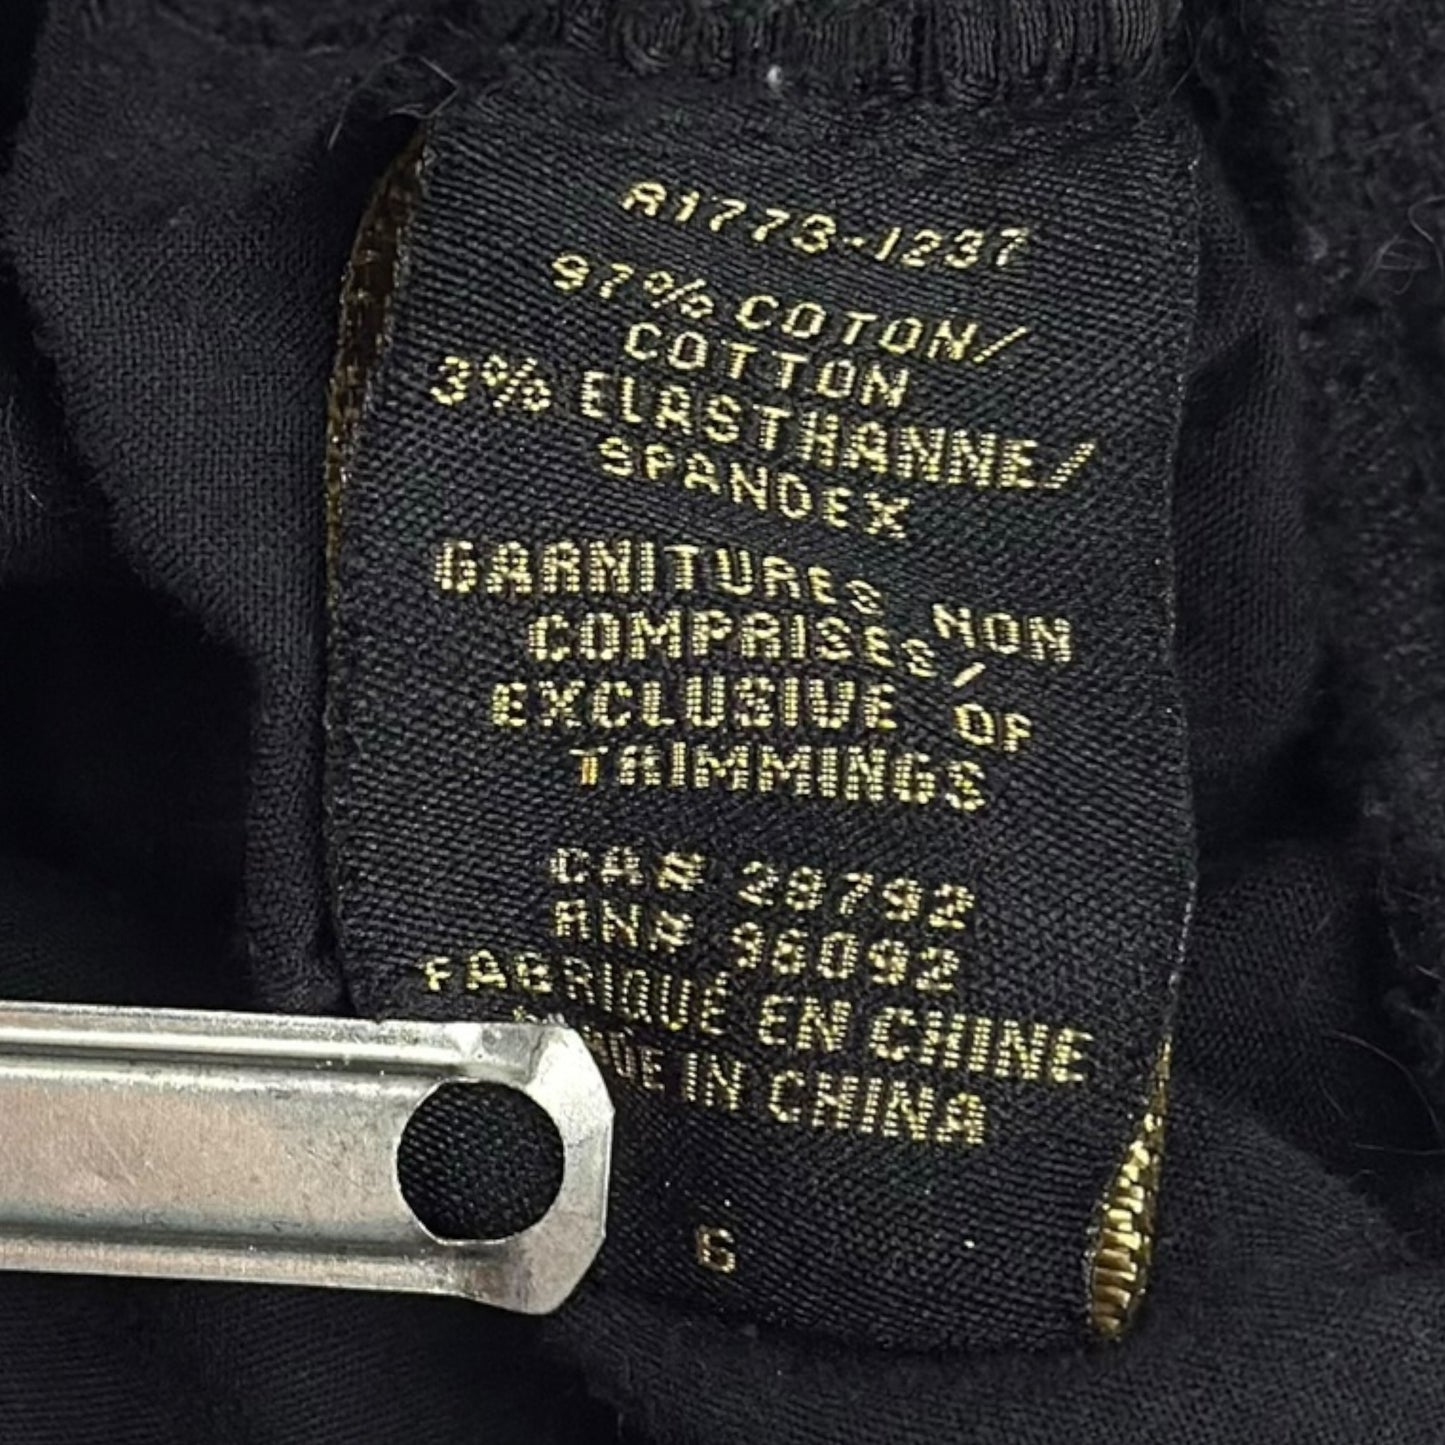 A1773-1237
97% COTON/
COTTON
3% ELASTHANNE/
SPANDEX
GARNITURES NON
COMPRISES/
EXCLUSIVE OF
TRIMMINGS
CA# 28792
RN# 96092
FABRIQUÉ EN CHINE
IN CHINA
6